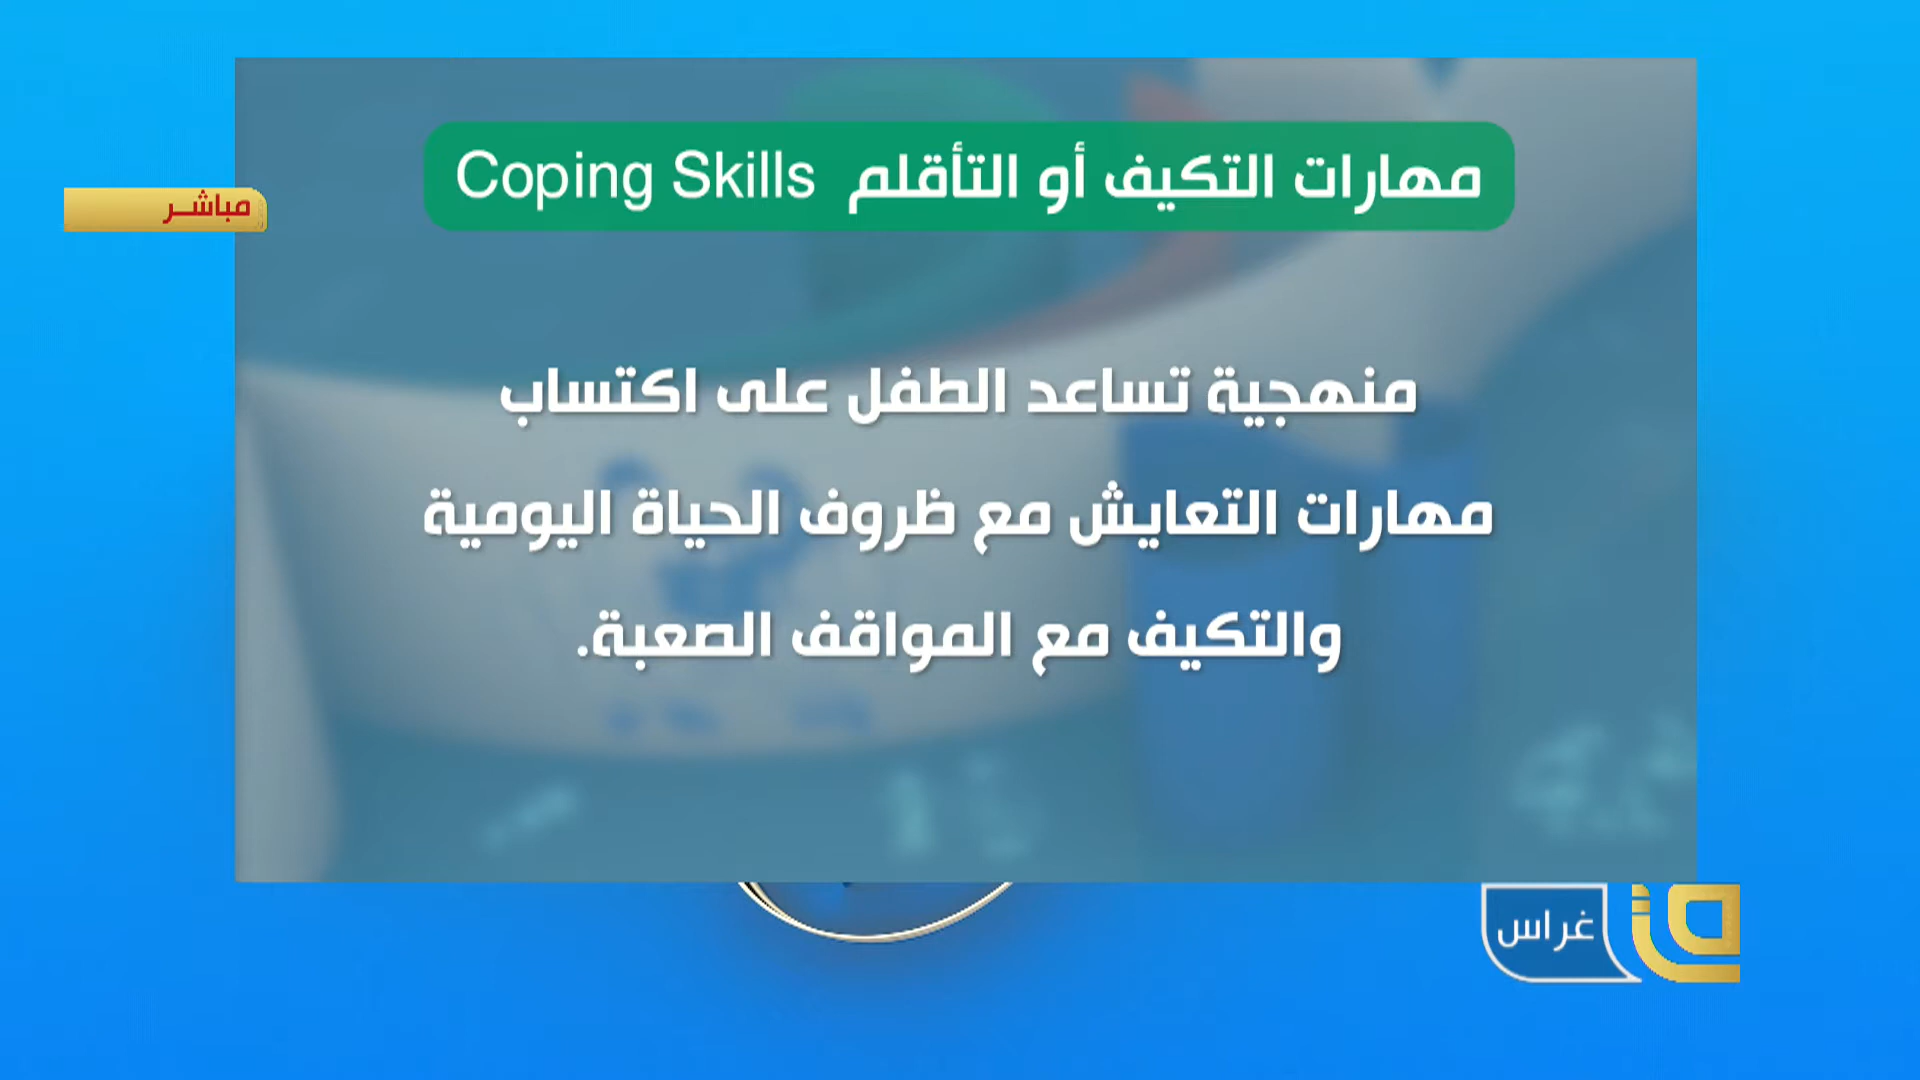 مهارات التكيف أو التأقلم Coping Skills
مباشر
منهجية تساعد الطفل على اكتساب
مهارات التعايش مع ظروف الحياة اليومية
والتكيف مع المواقف الصعبة.
غراس